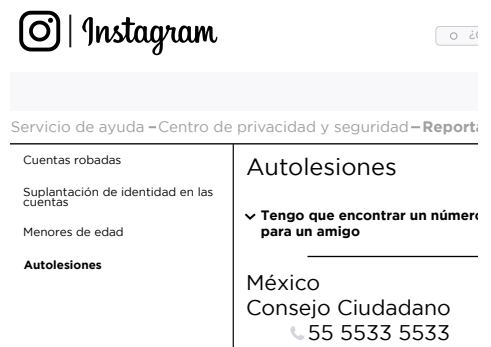 Instagram
Servicio de ayuda – Centro de privacidad y seguridad – Report
Cuentas robadas
Suplantación de identidad en las
cuentas
Menores de edad
Autolesiones
Autolesiones
Tengo que encontrar un número
para un amigo
México
Consejo Ciudadano
55 5533 5533